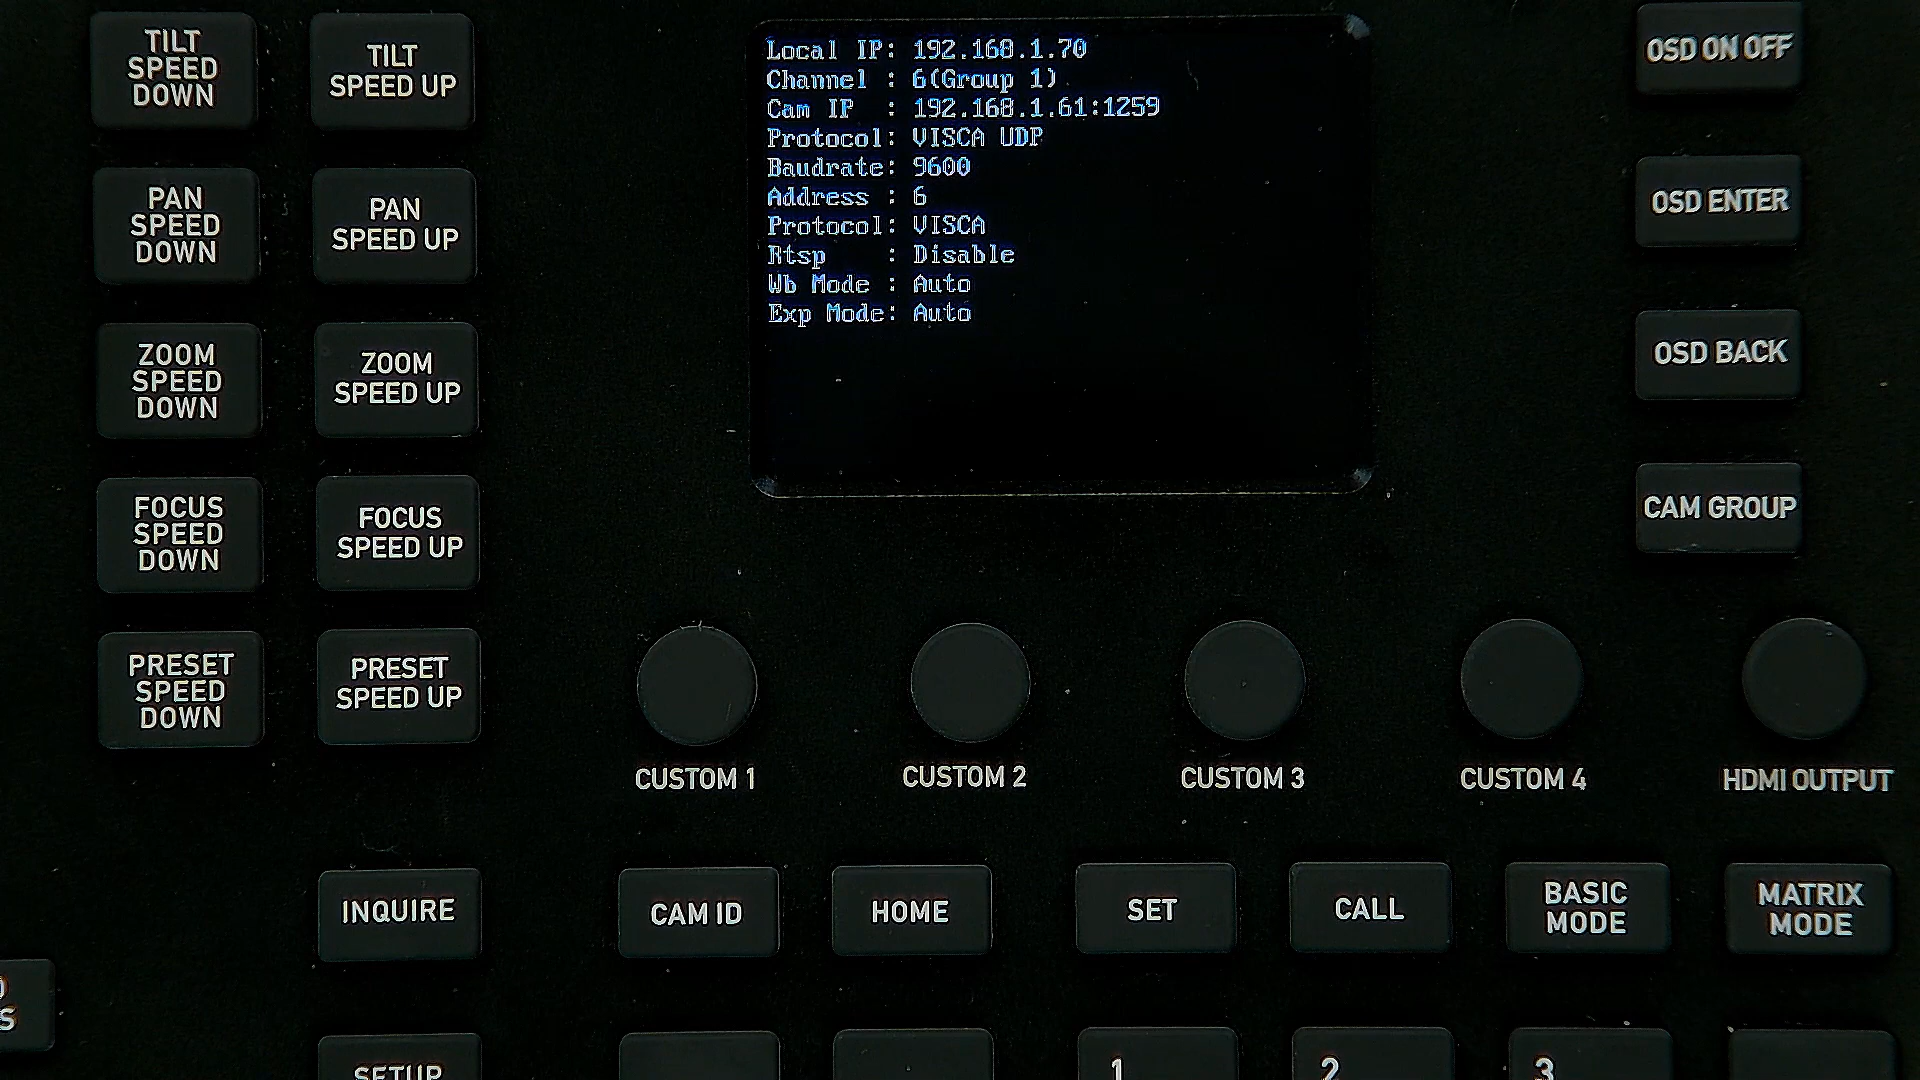 TILT
SPEED
DOWN
TILT
SPEED UP
PAN
SPEED
DOWN
PAN
SPEED UP
ZOOM
SPEED
DOWN
ZOOM
SPEED UP
FOCUS
SPEED
DOWN
FOCUS
SPEED UP
PRESET
SPEED
DOWN
PRESET
SPEED UP
Local IP: 192.168.1.70
Channel : 6(Group 1)
Cam IP  : 192.168.1.61:1259
Protocol: VISCA UDP
Baudrate: 9600
Address : 6
Protocol: VISCA
Rtsp    : Disable
Wb Mode : Auto
Exp Mode: Auto
OSD ON OFF
OSD ENTER
OSD BACK
CAM GROUP
CUSTOM 1
CUSTOM 2
CUSTOM 3
CUSTOM 4
HDMI OUTPUT
INQUIRE
CAM ID
HOME
SET
CALL
BASIC
MODE
MATRIX
MODE
SETUP
1
2
3